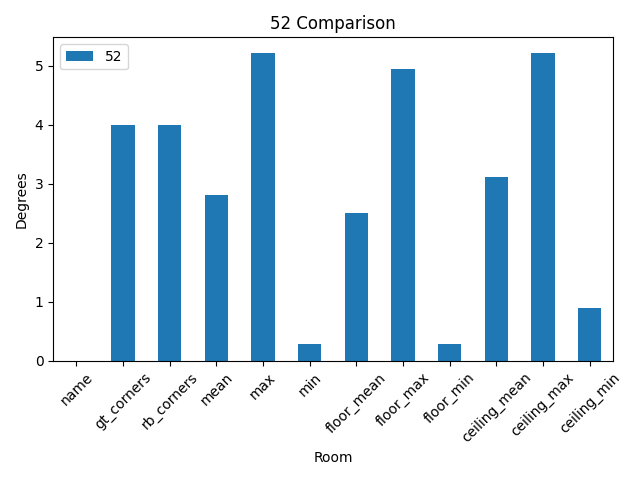 52 Comparison
52
Degrees
5
4
3
2
1
0
name
gt_corners
rb_corners
mean
max
min
floor_mean
floor_max
floor_min
ceiling_mean
ceiling_max
ceiling_min
Room